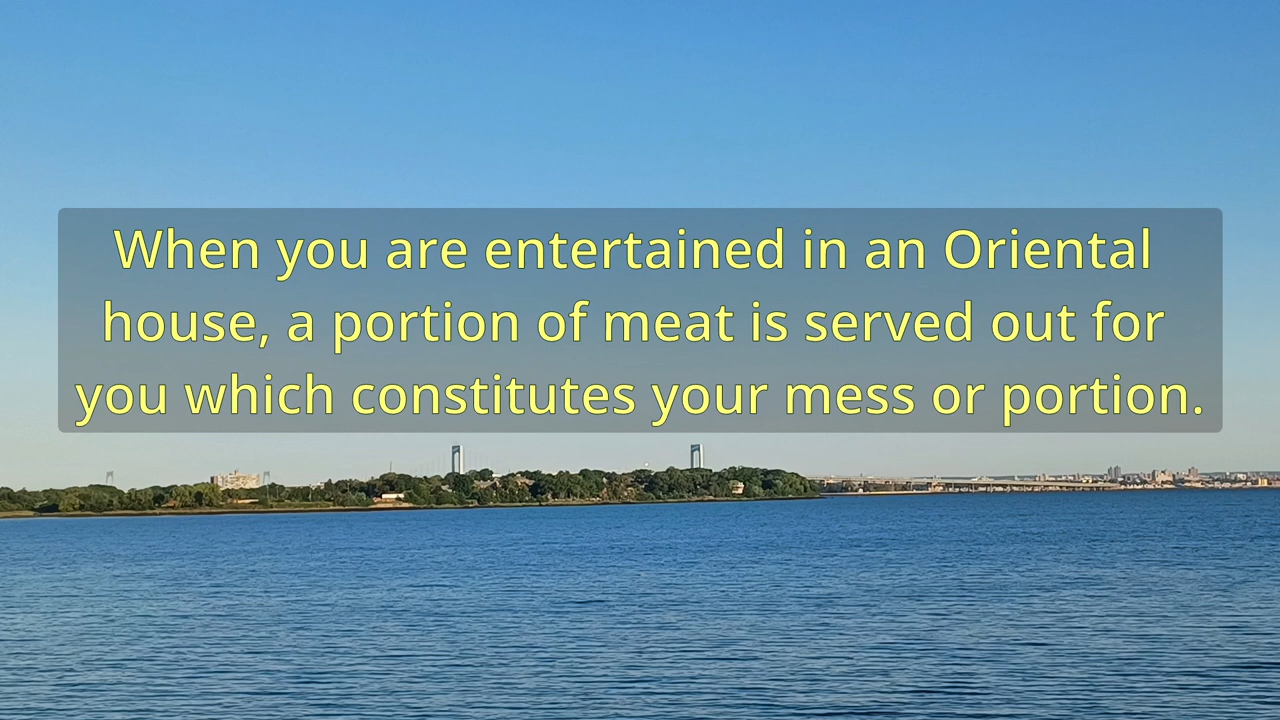 When you are entertained in an Oriental
house, a portion of meat is served out for
you which constitutes your mess or portion.